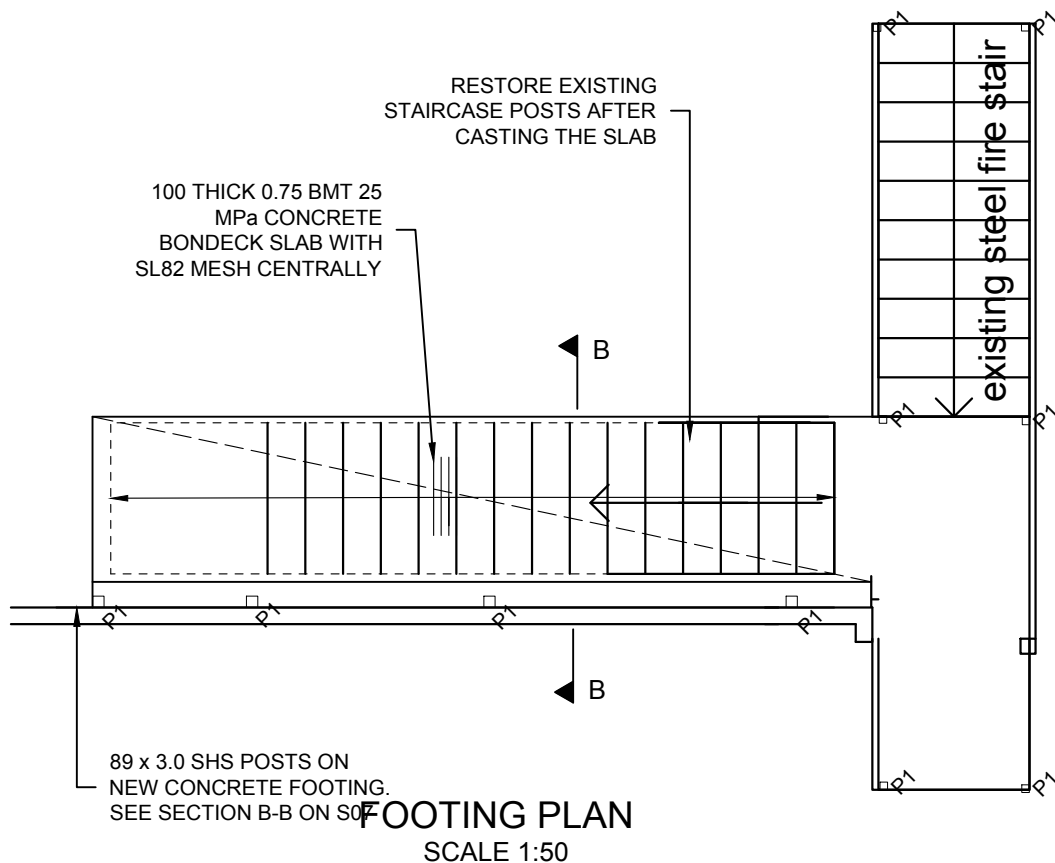 P1
P1
existing steel fire stair
RESTORE EXISTING
STAIRCASE POSTS AFTER
CASTING THE SLAB
100 THICK 0.75 BMT 25
MPa CONCRETE
BONDECK SLAB WITH
SL82 MESH CENTRALLY
B
P1
P1
P1
P1
P1
P1
B
89 x 3.0 SHS POSTS ON
NEW CONCRETE FOOTING.
SEE SECTION B-B ON S07
P1
P1
FOOTING PLAN
SCALE 1:50